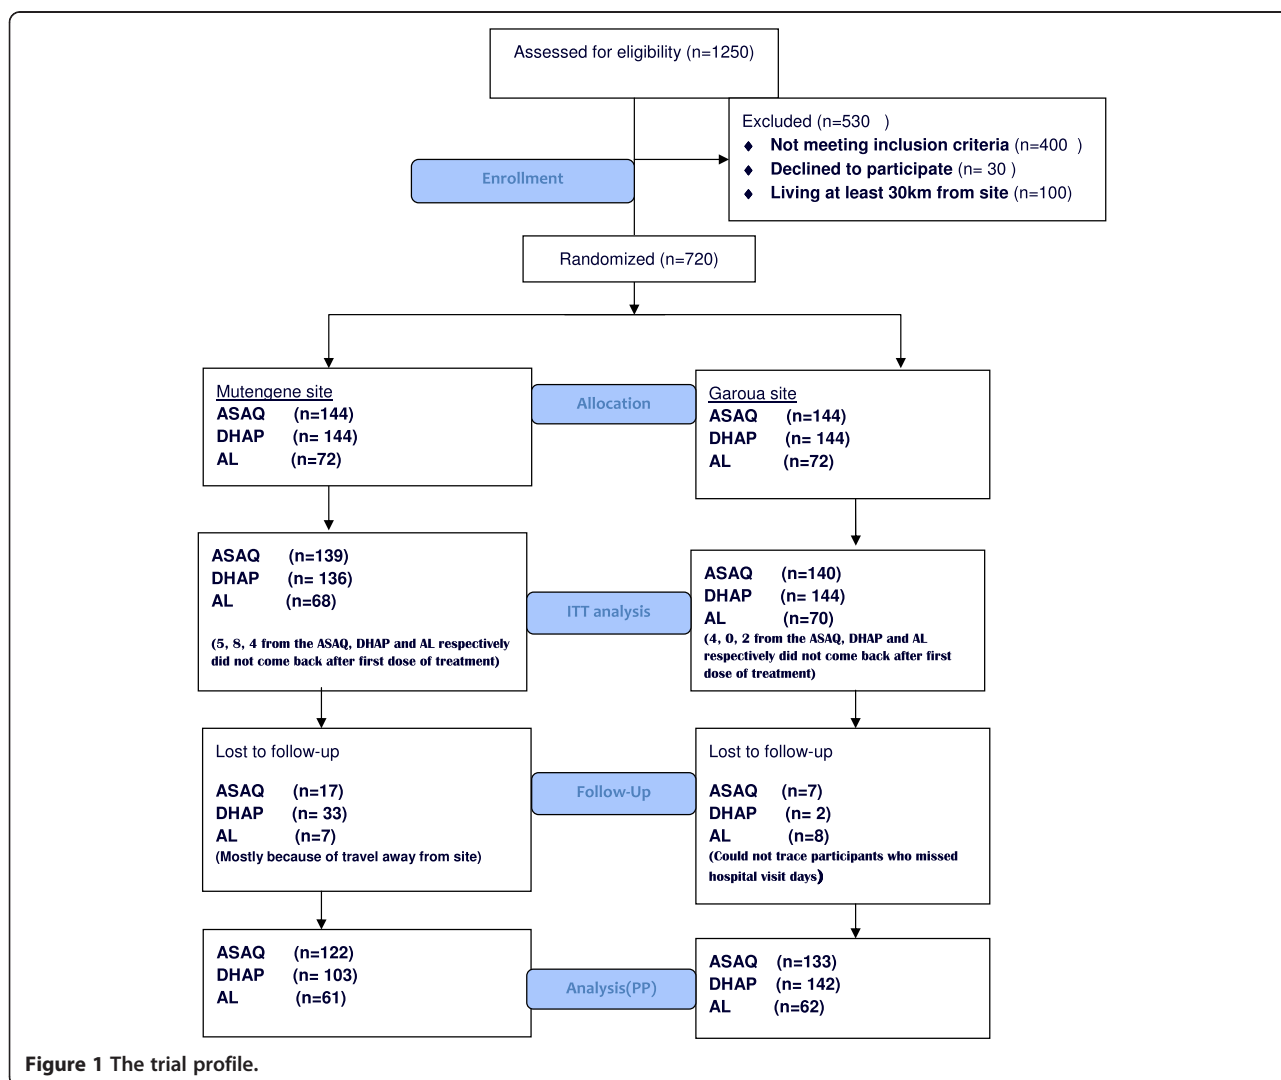 Assessed for eligibility (n=1250)
Excluded (n=530 )
♦ Not meeting inclusion criteria (n=400 )
♦ Declined to participate (n= 30 )
♦ Living at least 30km from site (n=100)
Enrollment
Randomized (n=720)
Mutengene site
ASAQ (n=144)
DHAP (n= 144)
AL (n=72)
Allocation
Garoua site
ASAQ (n=144)
DHAP (n= 144)
AL (n=72)
ASAQ (n=139)
DHAP (n= 136)
AL (n=68)
(5, 8, 4 from the ASAQ, DHAP and AL respectively
did not come back after first dose of treatment)
ITT analysis
ASAQ (n=140)
DHAP (n= 144)
AL (n=70)
(4, 0, 2 from the ASAQ, DHAP and AL
respectively did not come back after first
dose of treatment)
Lost to follow-up
ASAQ (n=17)
DHAP (n= 33)
AL (n=7)
(Mostly because of travel away from site)
Follow-Up
Lost to follow-up
ASAQ (n=7)
DHAP (n= 2)
AL (n=8)
(Could not trace participants who missed
hospital visit days)
ASAQ (n=122)
DHAP (n= 103)
AL (n=61)
Analysis(PP)
ASAQ (n=133)
DHAP (n= 142)
AL (n=62)
Figure 1 The trial profile.